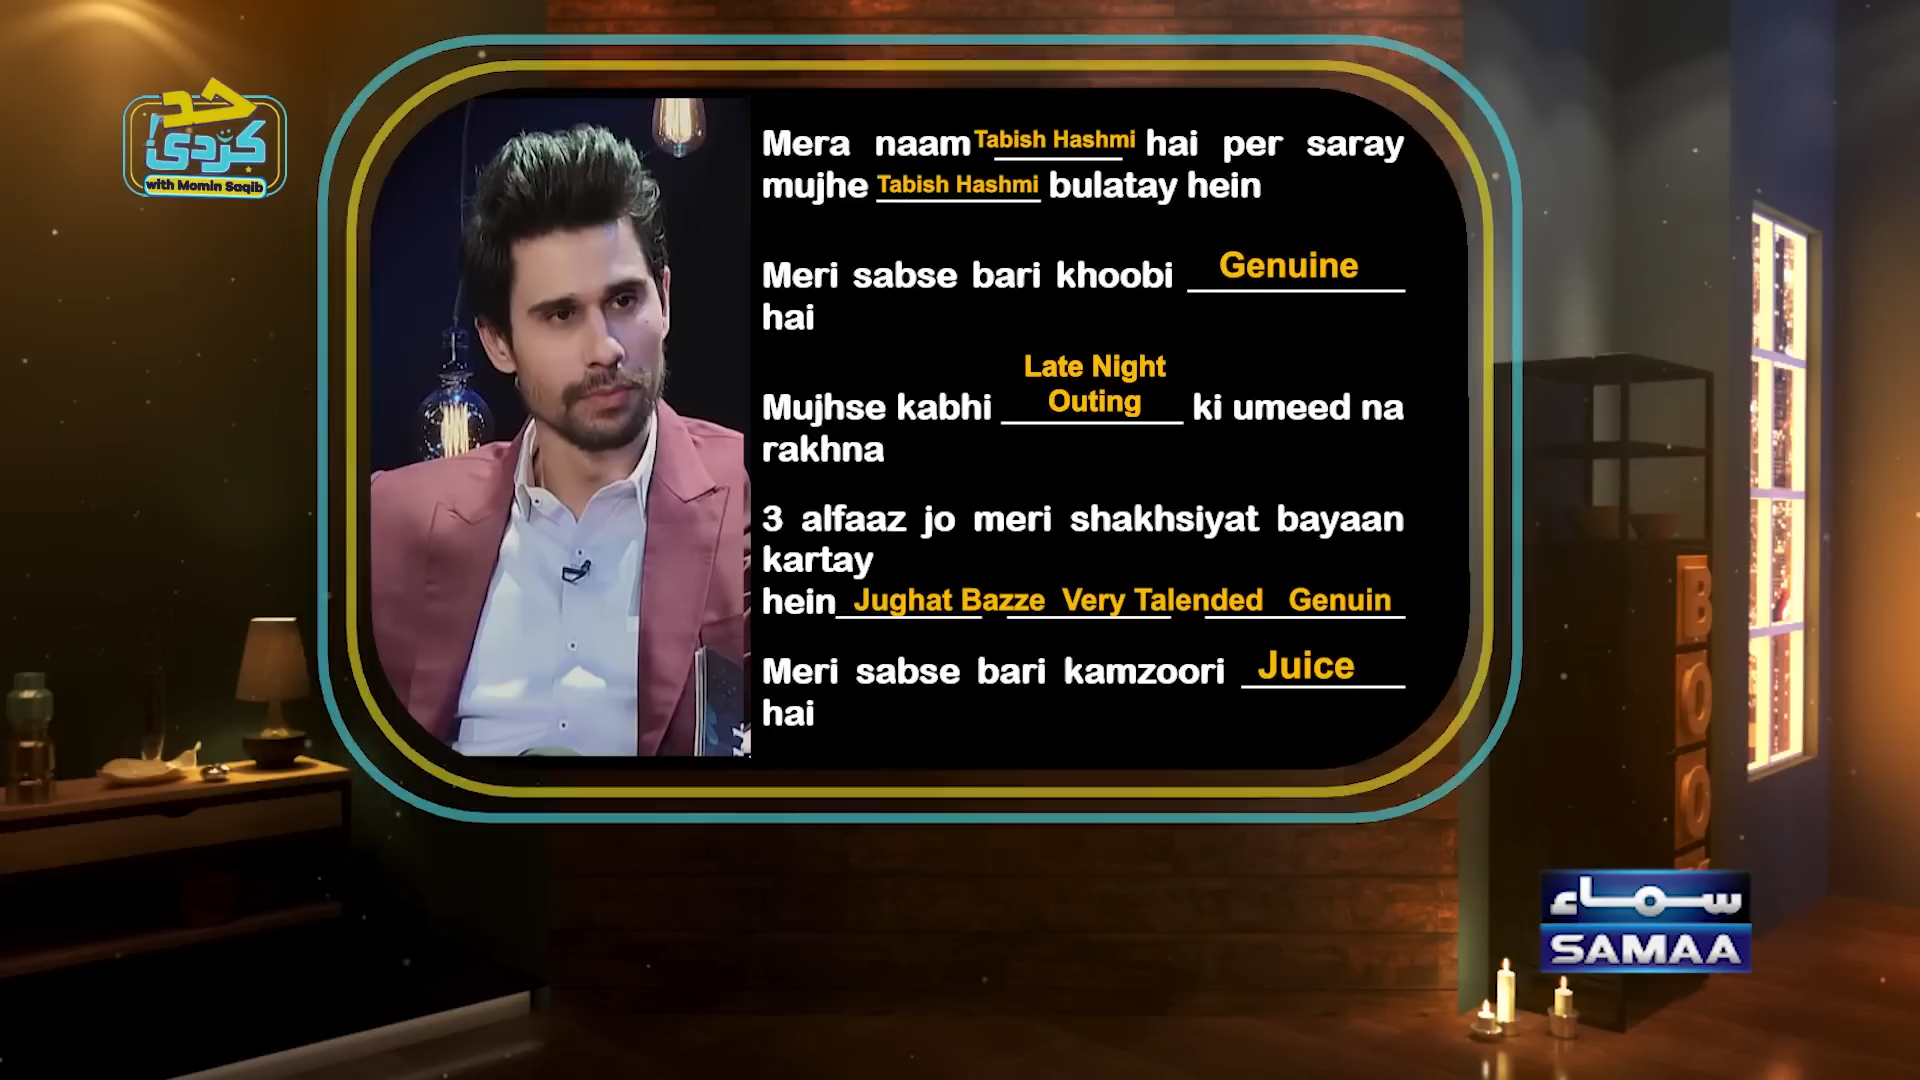 حد
کردی!
with Momin Saqib
Mera naam Tabish Hashmi hai per saray
mujhe Tabish Hashmi bulatay hein
Meri sabse bari khoobi Genuine
hai
Late Night
Mujhse kabhi Outing ki umeed na
rakhna
3 alfaaz jo meri shakhsiyat bayaan
kartay
hein Jughat Bazze Very Talended Genuin
Meri sabse bari kamzoori Juice
hai
BOO
سماء
SAMAA